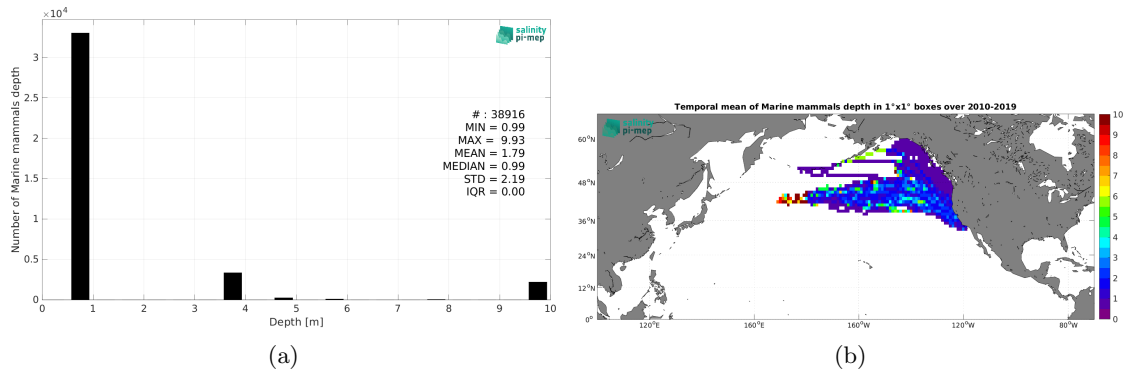 ×10⁴
salinity
pi-mep
3
2.5
2
1.5
1
0.5
0
Number of Marine mammals depth
# : 38916
MIN = 0.99
MAX = 9.93
MEAN = 1.79
MEDIAN = 0.99
STD = 2.19
IQR = 0.00
0 1 2 3 4 5 6 7 8 9 10
Depth [m]
(a)
Temporal mean of Marine mammals depth in 1°x1° boxes over 2010-2019
salinity
pi-mep
60°N
48°N
36°N
24°N
12°N
0°
120°E 160°E 160°W 120°W 80°W
10
9
8
7
6
5
4
3
2
1
0
(b)